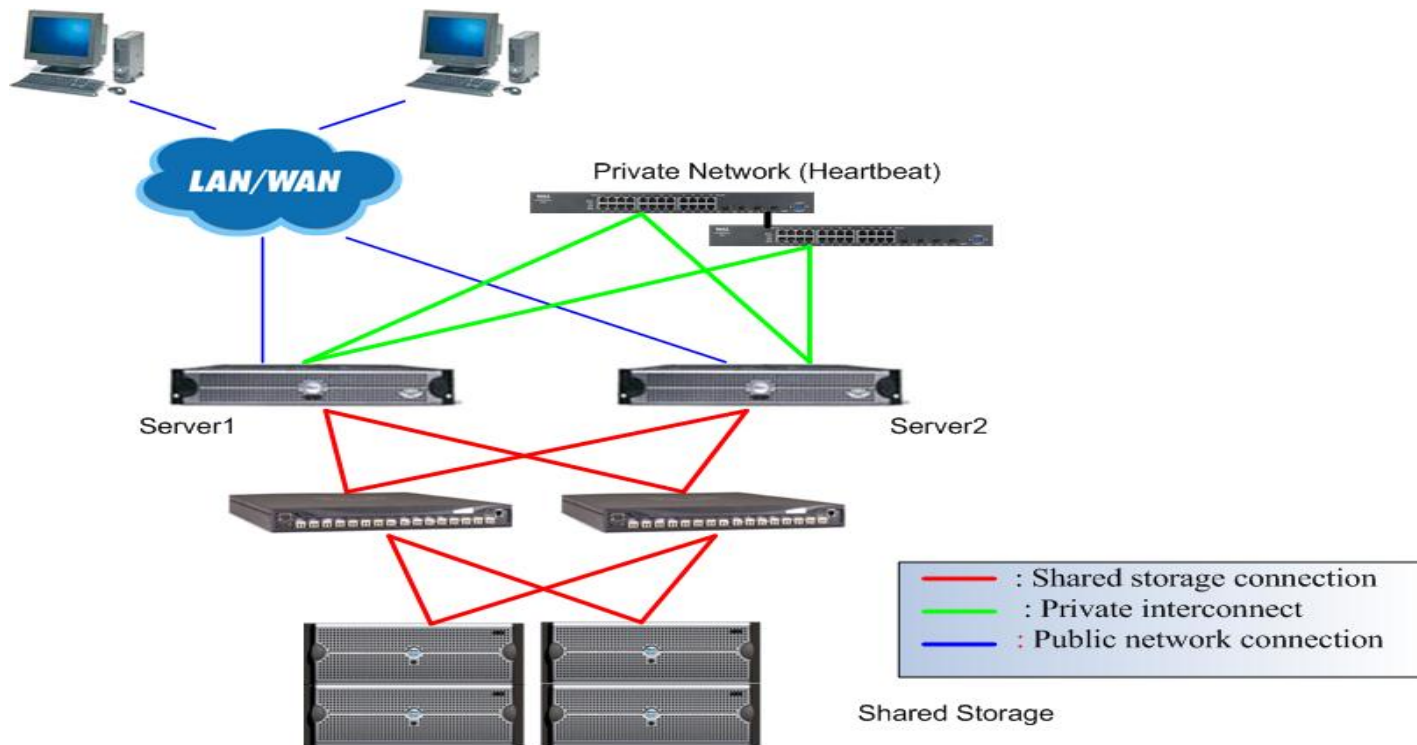 LAN/WAN
Private Network (Heartbeat)
Server1
Server2
: Shared storage connection
: Private interconnect
: Public network connection
Shared Storage